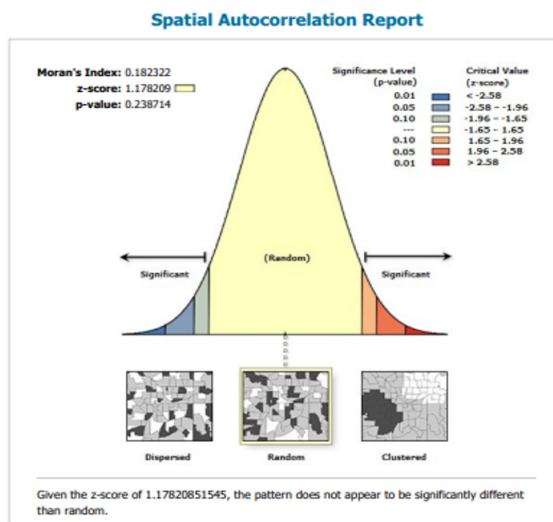 Spatial Autocorrelation Report
Moran's Index: 0.182322
z-score: 1.178209
p-value: 0.238714
Significance Level
(p-value)
Critical Value
(z-score)
0.01 < -2.58
0.05 -2.58 – -1.96
0.10 -1.96 – -1.65
--- -1.65 – 1.65
0.10 1.65 – 1.96
0.05 1.96 – 2.58
0.01 > 2.58
Significant
(Random)
Significant
Dispersed
Random
Clustered
Given the z-score of 1.17820851545, the pattern does not appear to be significantly different
than random.